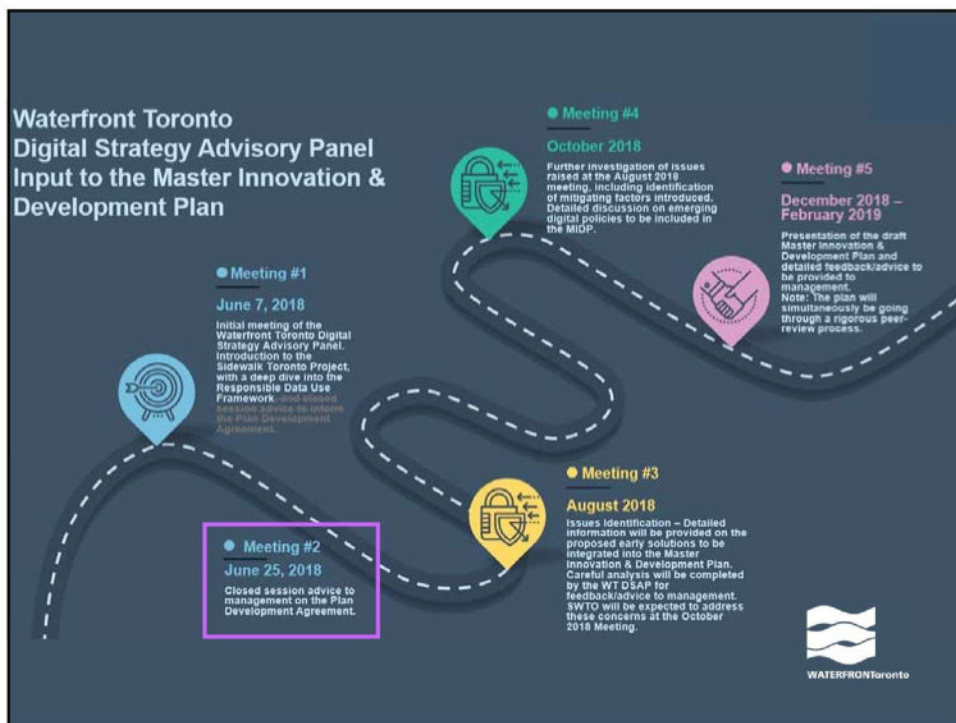 Waterfront Toronto
Digital Strategy Advisory Panel
Input to the Master Innovation &
Development Plan
Meeting #1
June 7, 2018
Initial meeting of the
Waterfront Toronto Digital
Strategy Advisory Panel.
Introduction to the
Sidewalk Toronto Project,
with a deep dive into the
Responsible Data Use
Framework. and closed
session advice to inform
the Plan Development
Agreement.
Meeting #2
June 25, 2018
Closed session advice to
management on the Plan
Development Agreement.
Meeting #3
August 2018
Issues Identification – Detailed
information will be provided on the
proposed early solutions to be
integrated into the Master
Innovation & Development Plan.
Careful analysis will be completed
by the WT DSAP for
feedback/advice to management.
SWTO will be expected to address
these concerns at the October
2018 Meeting.
Meeting #4
October 2018
Further investigation of issues
raised at the August 2018
meeting, including identification
of mitigating factors introduced.
Detailed discussion on emerging
digital policies to be included in
the MIDP.
Meeting #5
December 2018 –
February 2019
Presentation of the draft
Master Innovation &
Development Plan and
detailed feedback/advice to
be provided to
management.
Note: The plan will
simultaneously be going
through a rigorous peer-
review process.
WATERFRONToronto